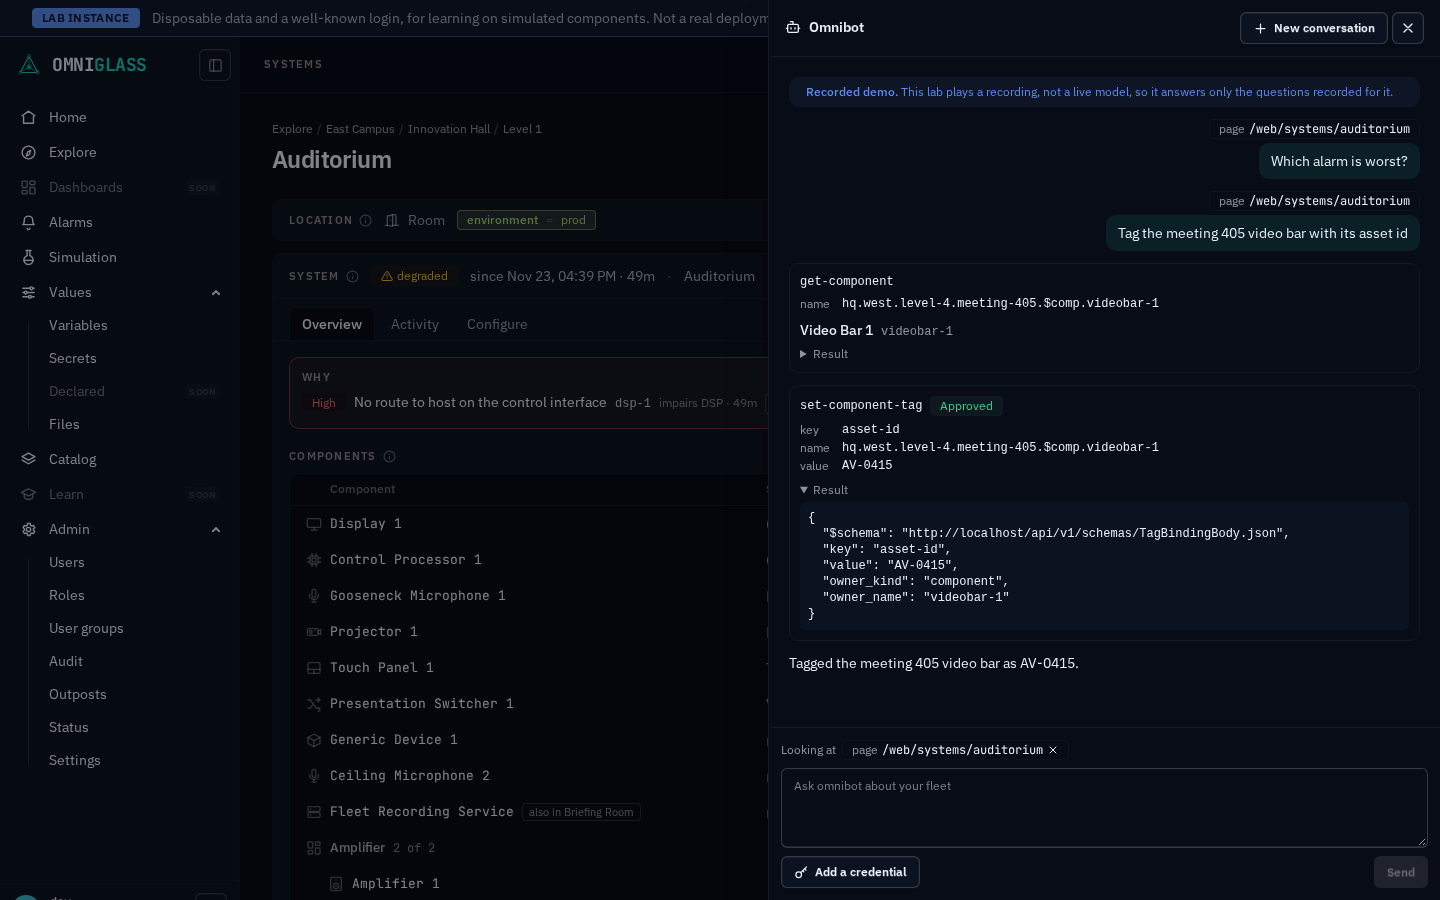 LAB INSTANCE Disposable data and a well-known login, for learning on simulated components. Not a real deploym
OMNIGLASS
Home
Explore
Dashboards SOON
Alarms
Simulation
Values
Variables
Secrets
Declared SOON
Files
Catalog
Learn SOON
Admin
Users
Roles
User groups
Audit
Outposts
Status
Settings
SYSTEMS
Explore / East Campus / Innovation Hall / Level 1
Auditorium
LOCATION Room environment = prod
SYSTEM degraded since Nov 23, 04:39 PM · 49m · Auditorium
Overview Activity Configure
WHY
High No route to host on the control interface dsp-1 impairs DSP · 49m
COMPONENTS
Component
Display 1
Control Processor 1
Gooseneck Microphone 1
Projector 1
Touch Panel 1
Presentation Switcher 1
Generic Device 1
Ceiling Microphone 2
Fleet Recording Service also in Briefing Room
Amplifier 2 of 2
Amplifier 1
Omnibot
New conversation
Recorded demo. This lab plays a recording, not a live model, so it answers only the questions recorded for it.
page /web/systems/auditorium
Which alarm is worst?
page /web/systems/auditorium
Tag the meeting 405 video bar with its asset id
get-component
name hq.west.level-4.meeting-405.$comp.videobar-1
Video Bar 1 videobar-1
Result
set-component-tag Approved
key asset-id
name hq.west.level-4.meeting-405.$comp.videobar-1
value AV-0415
Result
{
"$schema": "http://localhost/api/v1/schemas/TagBindingBody.json",
"key": "asset-id",
"value": "AV-0415",
"owner_kind": "component",
"owner_name": "videobar-1"
}
Tagged the meeting 405 video bar as AV-0415.
Looking at page /web/systems/auditorium
Ask omnibot about your fleet
Add a credential
Send